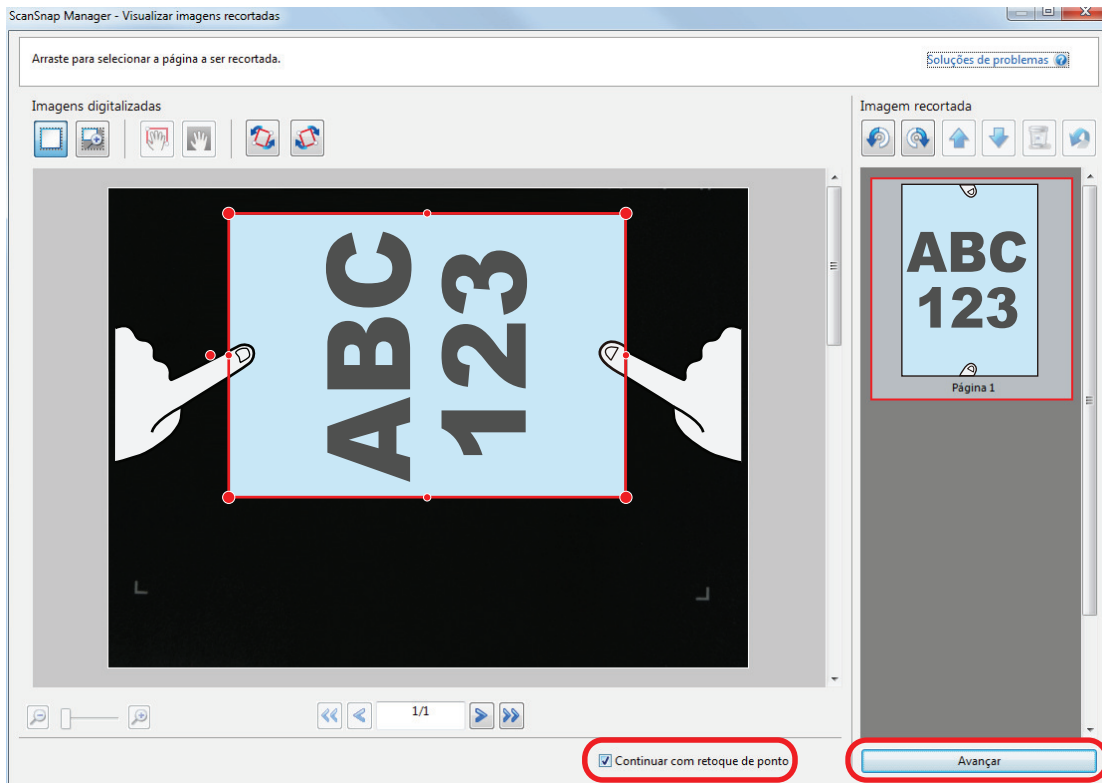 ScanSnap Manager - Visualizar imagens recortadas
Arraste para selecionar a página a ser recortada.
Soluções de problemas
Imagens digitalizadas
Imagem recortada
ABC
123
ABC
123
Página 1
1/1
Continuar com retoque de ponto
Avançar